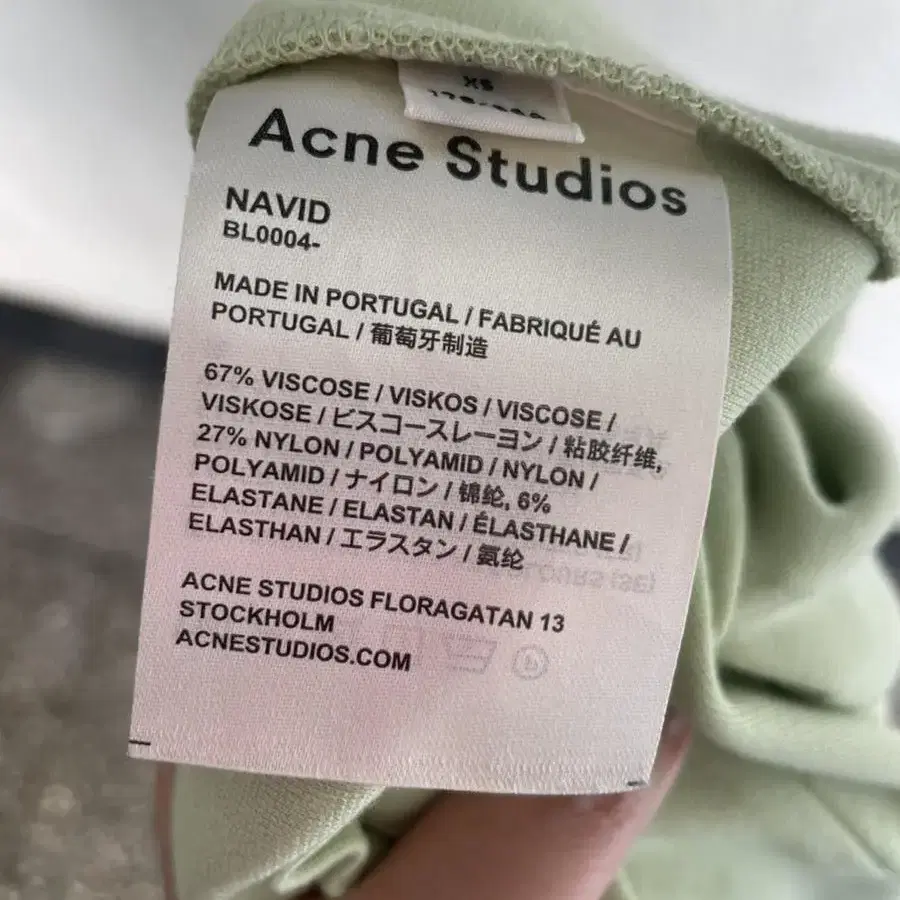 XS
Acne Studios
NAVID
BL0004-
MADE IN PORTUGAL / FABRIQUÉ AU
PORTUGAL / 葡萄牙制造
67% VISCOSE / VISKOS / VISCOSE /
VISKOSE / ビスコースレーヨン / 粘胶纤维,
27% NYLON / POLYAMID / NYLON /
POLYAMID / ナイロン / 锦纶, 6%
ELASTANE / ELASTAN / ÉLASTHANE /
ELASTHAN / エラスタン / 氨纶
ACNE STUDIOS FLORAGATAN 13
STOCKHOLM
ACNESTUDIOS.COM